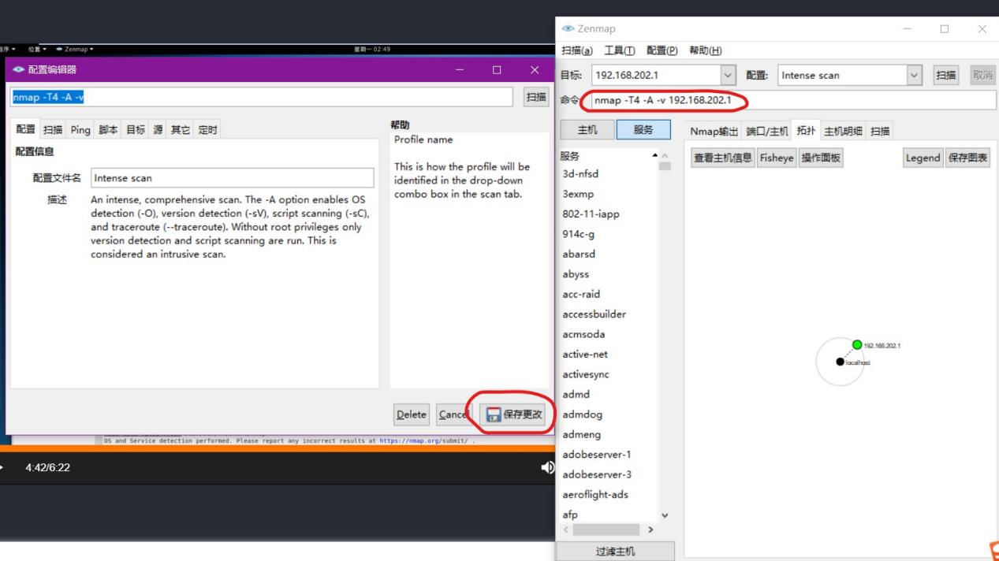 程序 位置 Zenmap 星期一 02:49
配置编辑器
nmap -T4 -A -v 扫描
配置 扫描 Ping 脚本 目标 源 其它 定时
配置信息
配置文件名 Intense scan
描述 An intense, comprehensive scan. The -A option enables OS
detection (-O), version detection (-sV), script scanning (-sC),
and traceroute (--traceroute). Without root privileges only
version detection and script scanning are run. This is
considered an intrusive scan.
帮助
Profile name
This is how the profile will be
identified in the drop-down
combo box in the scan tab.
Delete Cancel 保存更改
OS and Service detection performed. Please report any incorrect results at https://nmap.org/submit/ .
4:42/6:22
Zenmap
扫描(a) 工具(T) 配置(P) 帮助(H)
目标: 192.168.202.1 配置: Intense scan 扫描 取消
命令: nmap -T4 -A -v 192.168.202.1
主机 服务
服务
3d-nfsd
3exmp
802-11-iapp
914c-g
abarsd
abyss
acc-raid
accessbuilder
acmsoda
active-net
activesync
admd
admdog
admeng
adobeserver-1
adobeserver-3
aeroflight-ads
afp
过滤主机
Nmap输出 端口/主机 拓扑 主机明细 扫描
查看主机信息 Fisheye 操作面板 Legend 保存图表
192.168.202.1
localhost